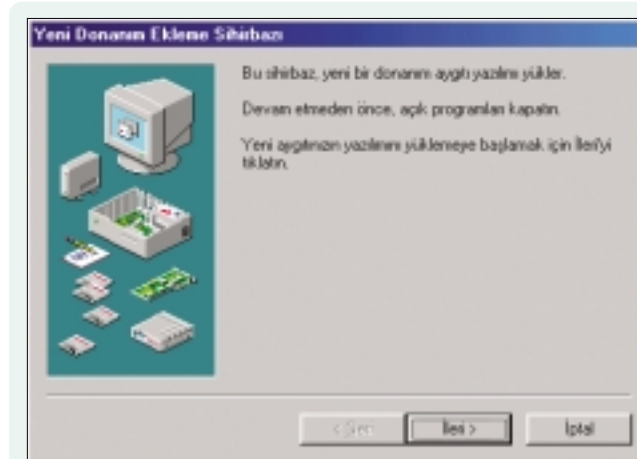 Yeni Donanım Ekleme Sihirbazı
Bu sihirbaz, yeni bir donanım aygıtı yazılımı yükler.
Devam etmeden önce, açık programları kapatın.
Yeni aygıtınızın yazılımını yüklemeye başlamak için İleri'yi
tıklatın.
< Geri
İleri >
İptal